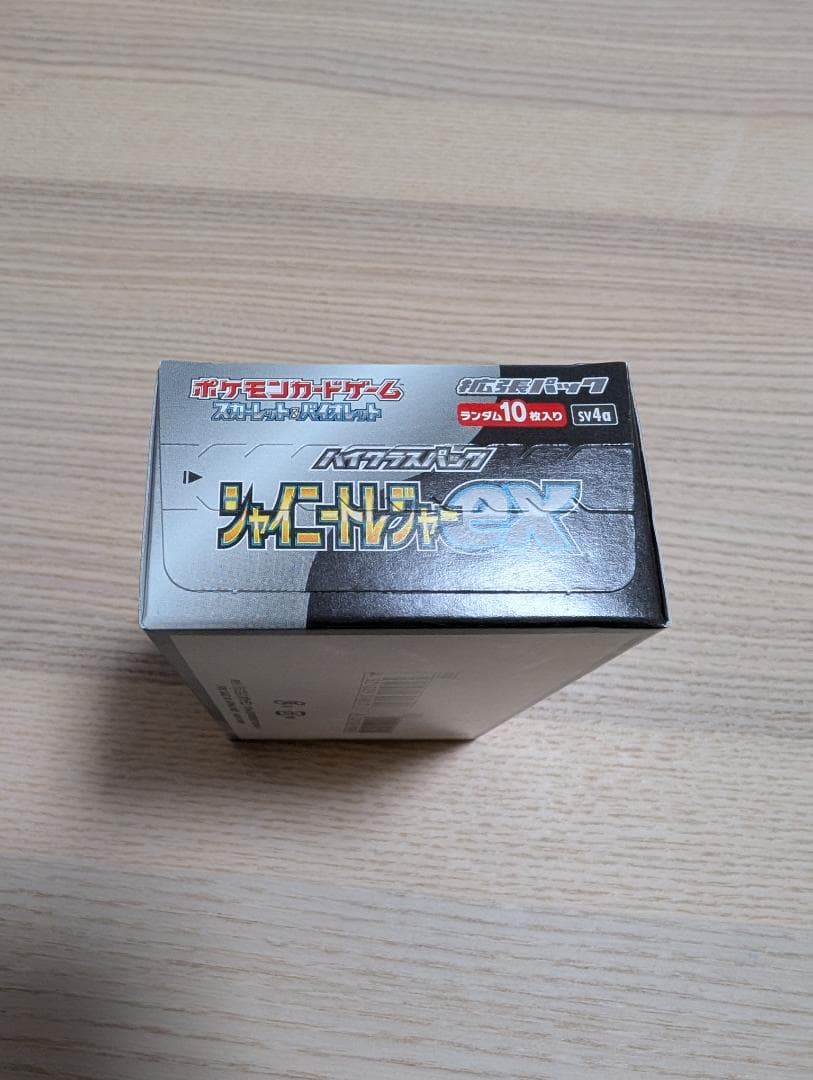 ポケモンカードゲーム
スカーレット&バイオレット
拡張パック
ランダム10枚入り
sv4a
ハイクラスパック
シャイニートレジャーex